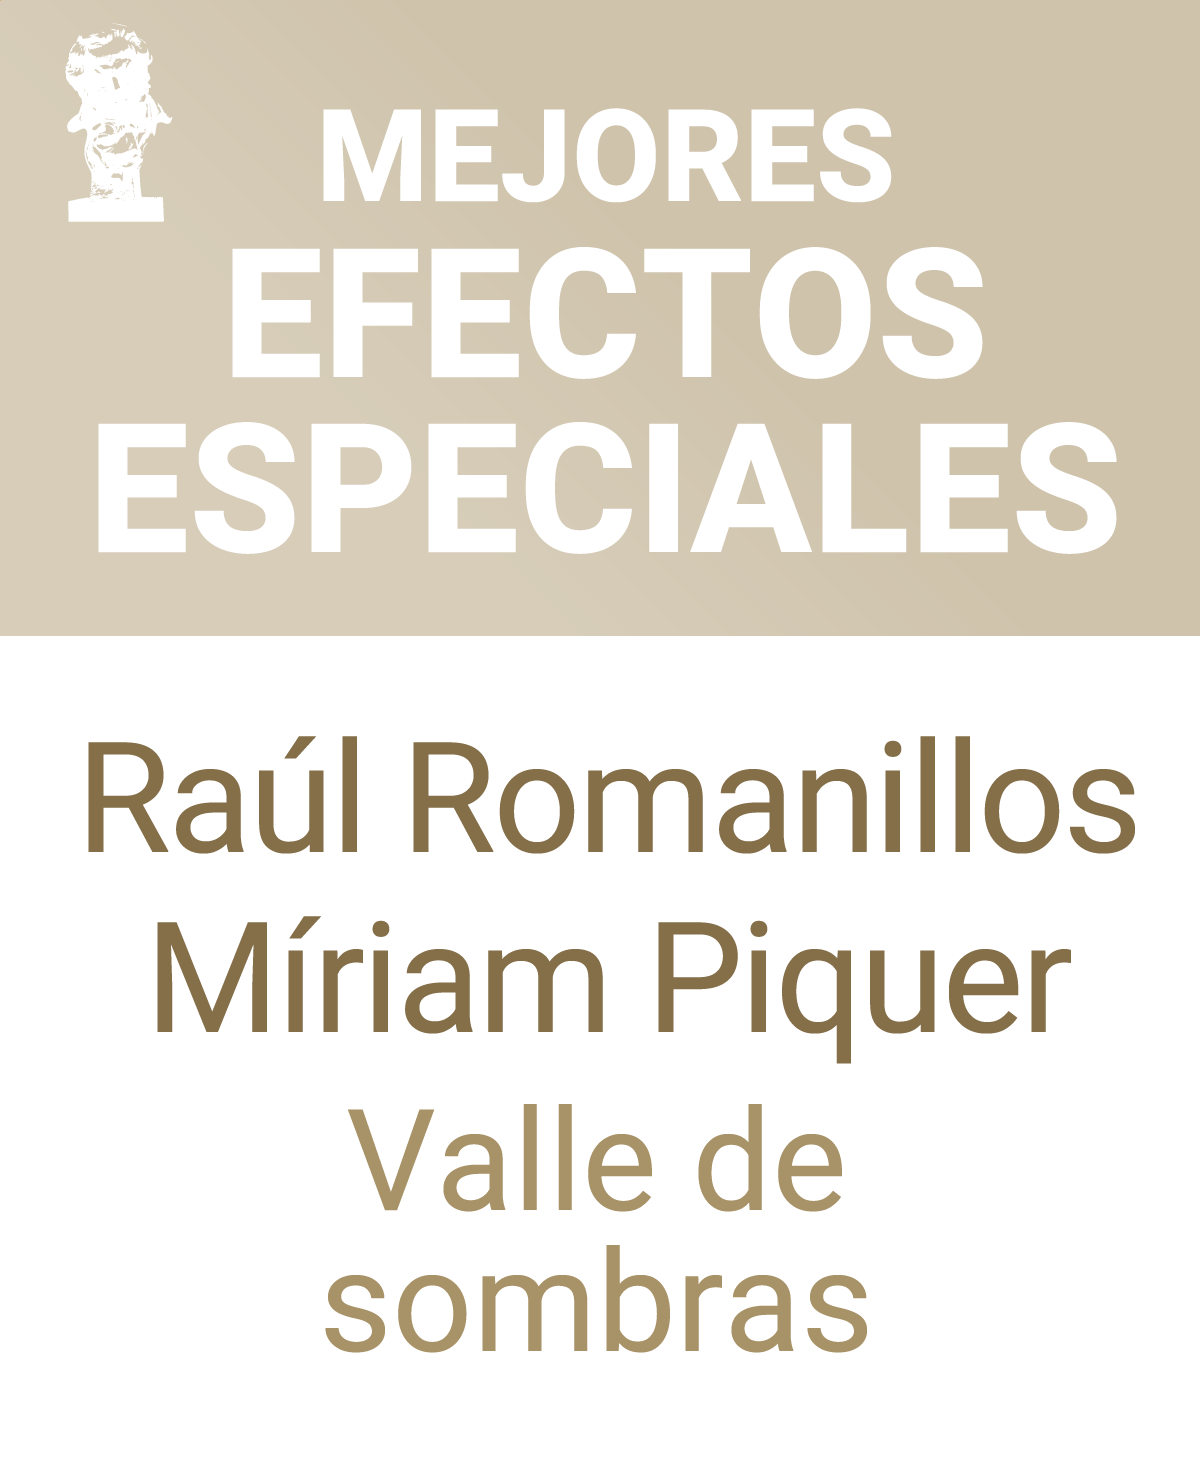 MEJORES
EFECTOS
ESPECIALES
Raúl Romanillos
Míriam Piquer
Valle de
sombras